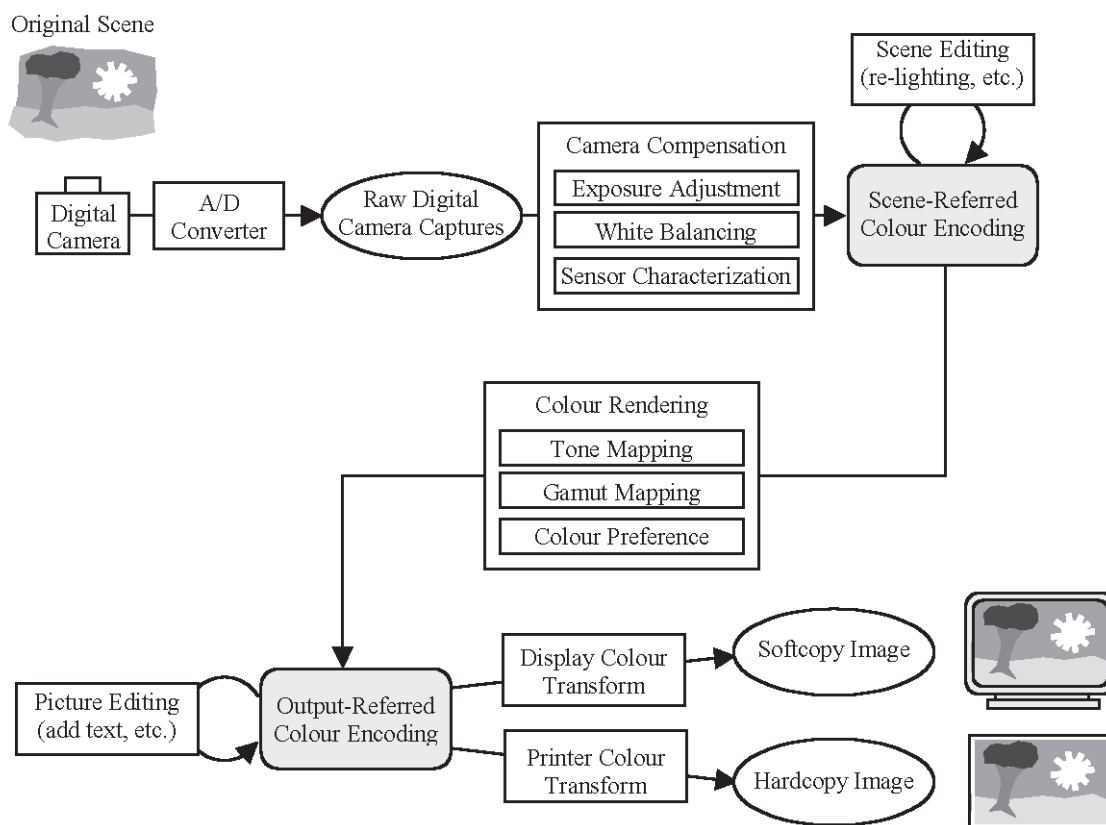 Original Scene
Scene Editing
(re-lighting, etc.)
Digital
Camera
A/D
Converter
Raw Digital
Camera Captures
Camera Compensation
Exposure Adjustment
White Balancing
Sensor Characterization
Scene-Referred
Colour Encoding
Colour Rendering
Tone Mapping
Gamut Mapping
Colour Preference
Picture Editing
(add text, etc.)
Output-Referred
Colour Encoding
Display Colour
Transform
Softcopy Image
Printer Colour
Transform
Hardcopy Image